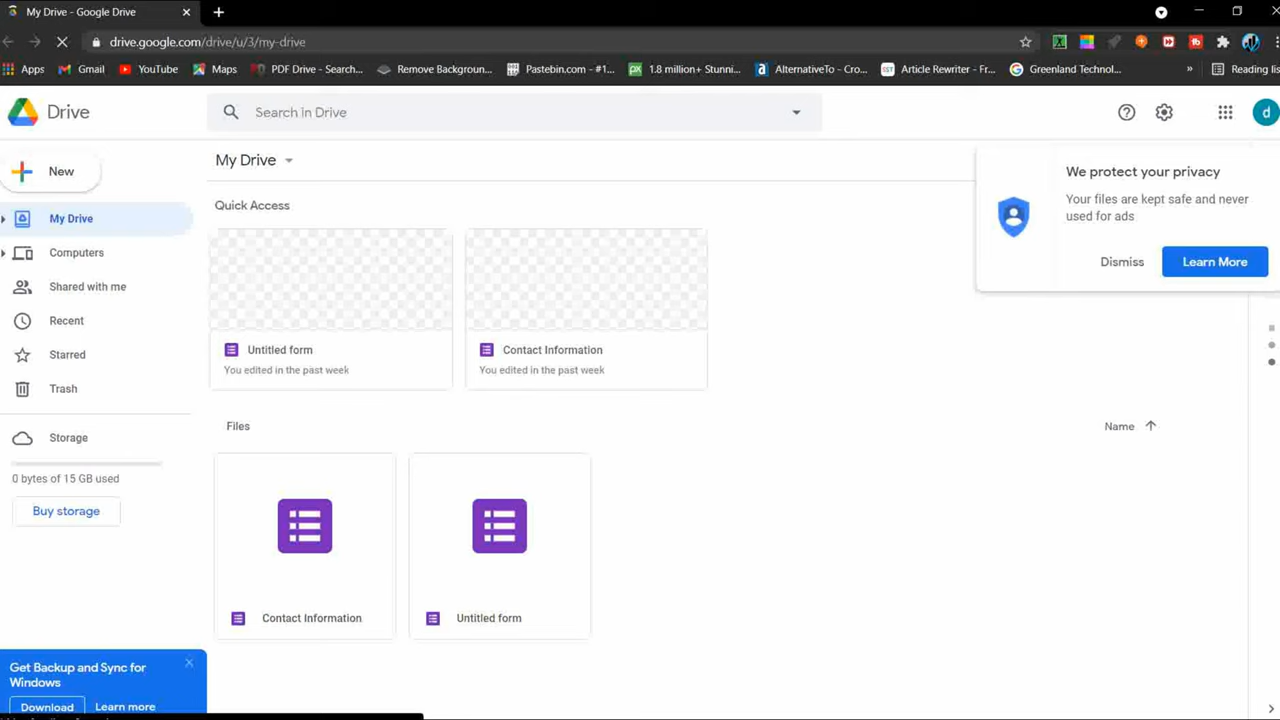 My Drive - Google Drive
drive.google.com/drive/u/3/my-drive
Apps
Gmail
YouTube
Maps
PDF Drive - Search...
Remove Backgroun...
Pastebin.com - #1...
1.8 million+ Stunni...
AlternativeTo - Cro...
Article Rewriter - Fr...
Greenland Technol...
»
Reading lis
Drive
Search in Drive
d
New
My Drive
Computers
Shared with me
Recent
Starred
Trash
Storage
0 bytes of 15 GB used
Buy storage
Get Backup and Sync for
Windows
Download
Learn more
My Drive
Quick Access
Untitled form
You edited in the past week
Contact Information
You edited in the past week
Files
Name
Contact Information
Untitled form
We protect your privacy
Your files are kept safe and never
used for ads
Dismiss
Learn More